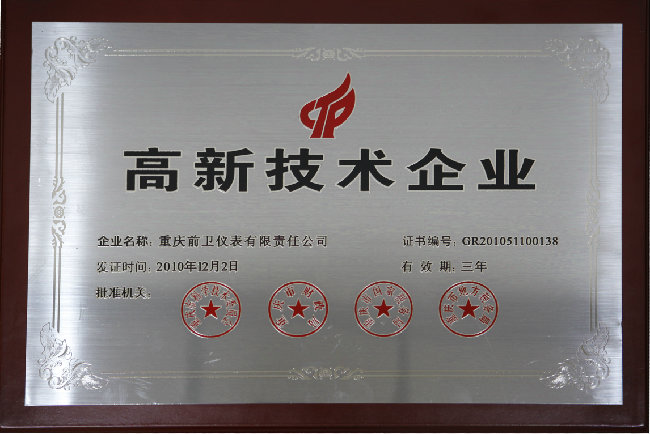 高新技术企业
企业名称：重庆前卫仪表有限责任公司
证书编号：GR201051100138
发证时间：2010年12月2日
有 效 期：三年
批准机关：